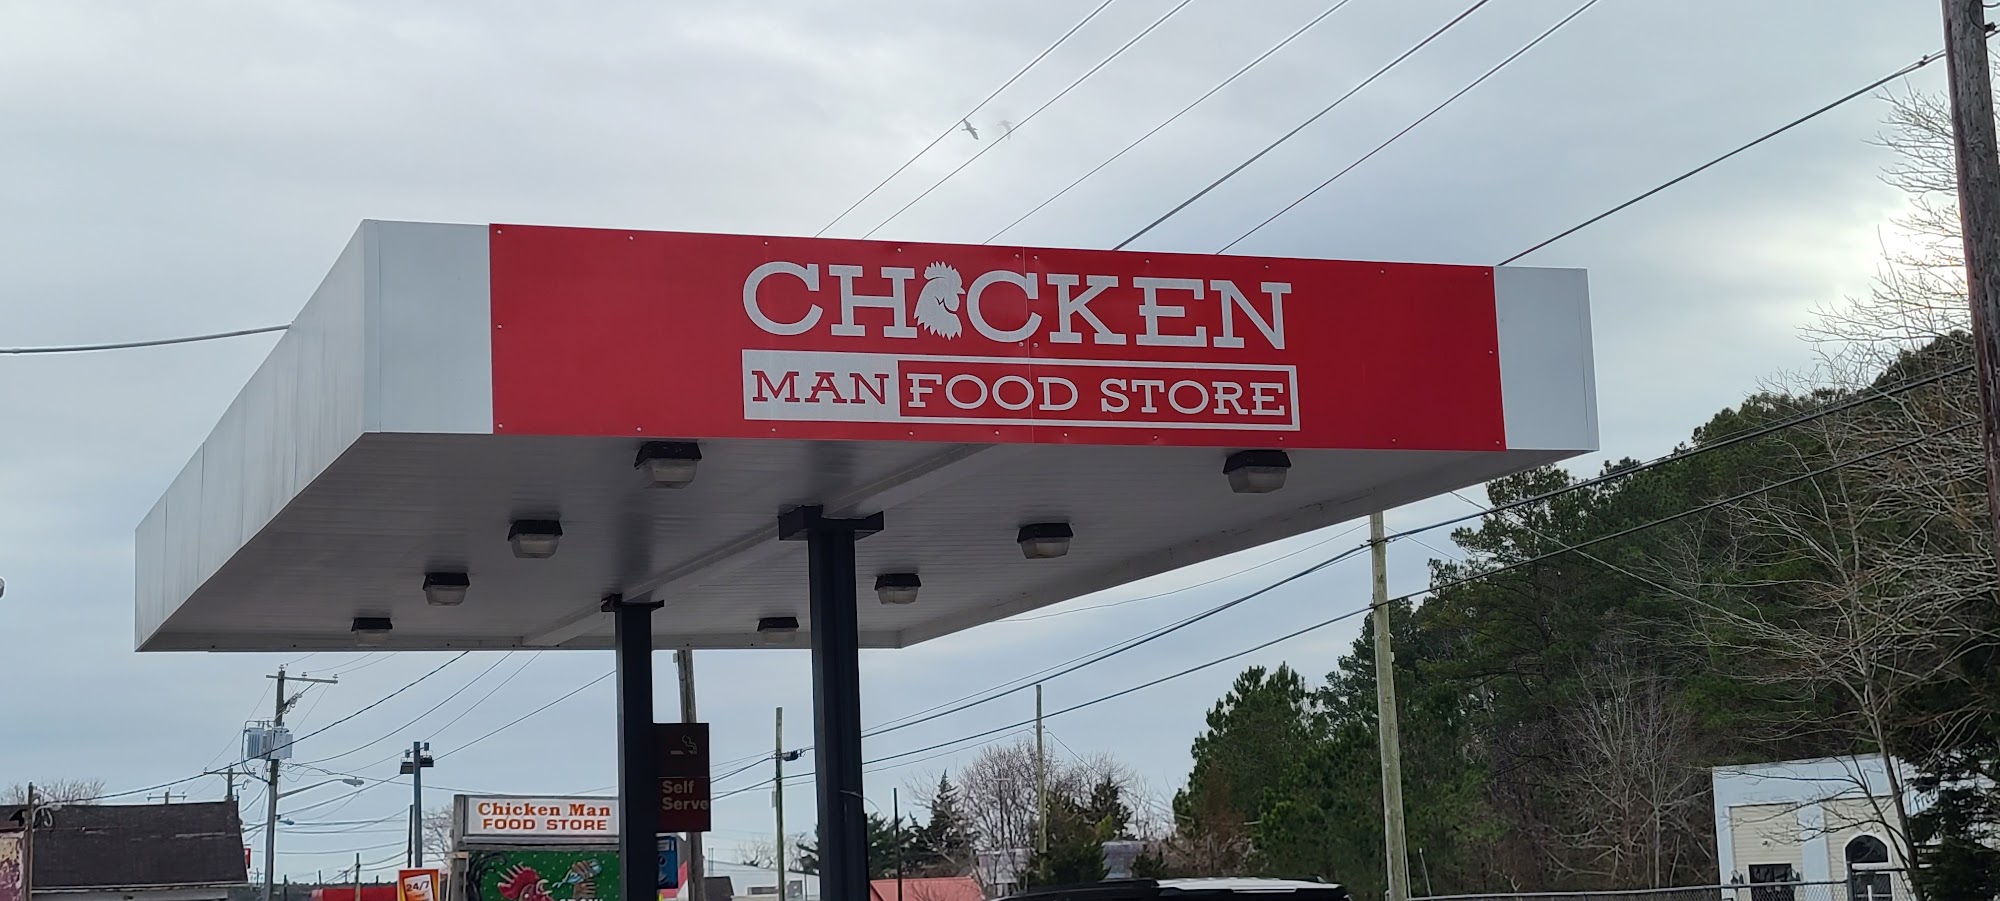 CHICKEN
MAN FOOD STORE
Self
Serve
Chicken Man
FOOD STORE
24/7